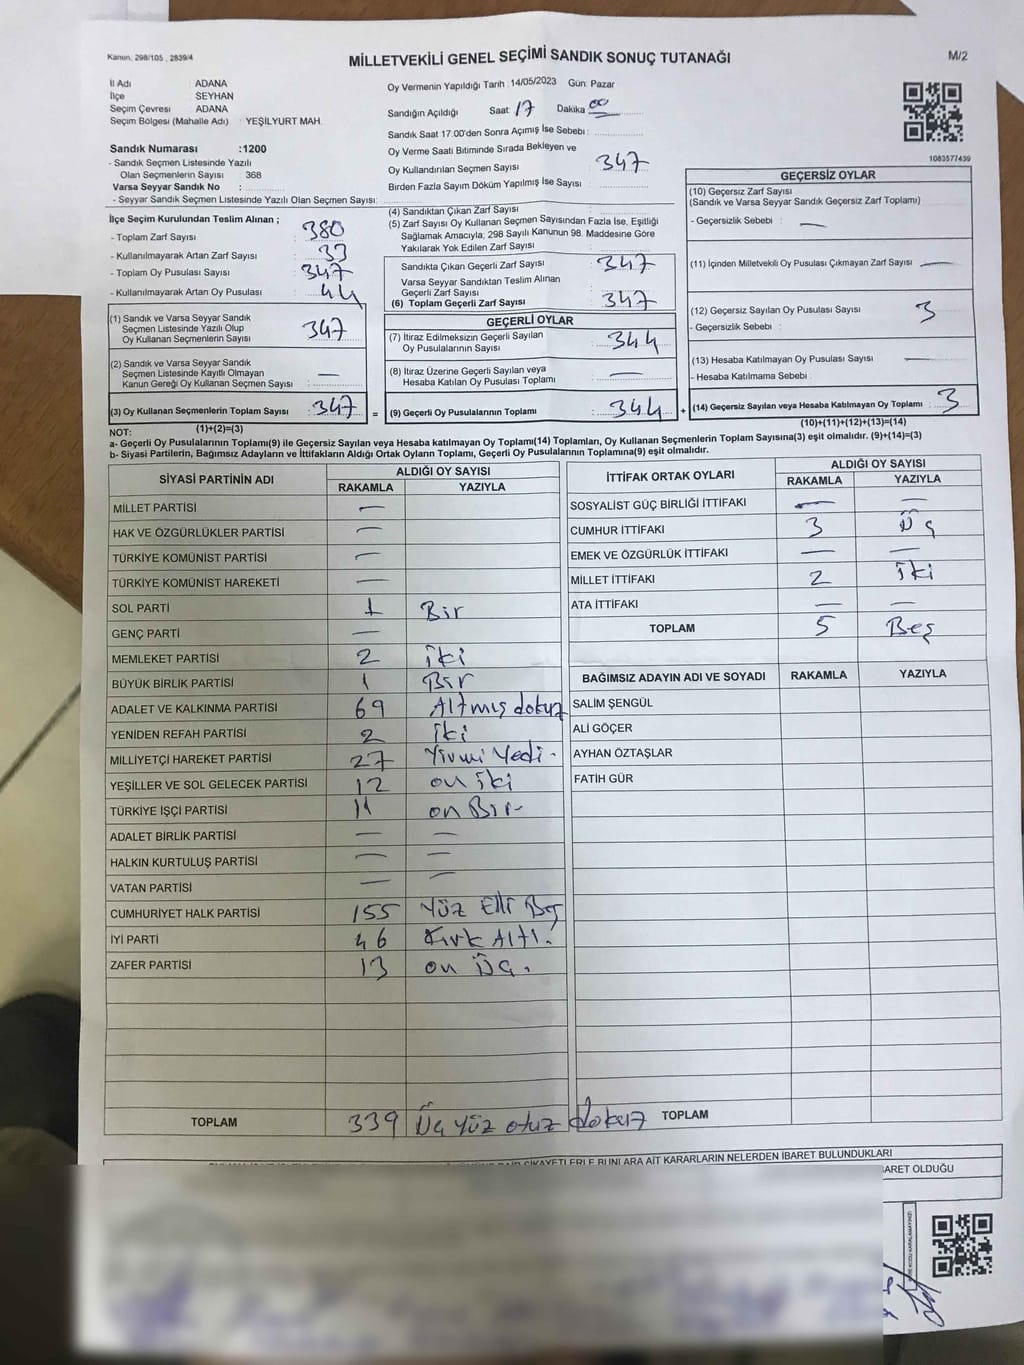 Kanun; 298/105 , 2839/4
MİLLETVEKİLİ GENEL SEÇİMİ SANDIK SONUÇ TUTANAĞI
M/2
İl Adı : ADANA
İlçe : SEYHAN
Seçim Çevresi : ADANA
Seçim Bölgesi (Mahalle Adı) : YEŞİLYURT MAH.
Sandık Numarası :1200
- Sandık Seçmen Listesinde Yazılı
Olan Seçmenlerin Sayısı : 368
Varsa Seyyar Sandık No :
- Seyyar Sandık Seçmen Listesinde Yazılı Olan Seçmen Sayısı:
Oy Vermenin Yapıldığı Tarih : 14/05/2023 Gün: Pazar
Sandığın Açıldığı Saat: 17 Dakika 00
Sandık Saat 17.00'den Sonra Açımış İse Sebebi :
Oy Verme Saati Bitiminde Sırada Bekleyen ve
Oy Kullandırılan Seçmen Sayısı : 347
Birden Fazla Sayım Döküm Yapılmış İse Sayısı :
1083577439
İlçe Seçim Kurulundan Teslim Alınan ;
- Toplam Zarf Sayısı : 380
- Kullanılmayarak Artan Zarf Sayısı : 33
- Toplam Oy Pusulası Sayısı : 347
- Kullanılmayarak Artan Oy Pusulası : 44
(1) Sandık ve Varsa Seyyar Sandık
Seçmen Listesinde Yazılı Olup
Oy Kullanan Seçmenlerin Sayısı : 347
(2) Sandık ve Varsa Seyyar Sandık
Seçmen Listesinde Kayıtlı Olmayan
Kanun Gereği Oy Kullanan Seçmen Sayısı : —
(3) Oy Kullanan Seçmenlerin Toplam Sayısı : 347 =
(1)+(2)=(3)
(4) Sandıktan Çıkan Zarf Sayısı :
(5) Zarf Sayısı Oy Kullanan Seçmen Sayısından Fazla İse, Eşitliği
Sağlamak Amacıyla; 298 Sayılı Kanunun 98. Maddesine Göre
Yakılarak Yok Edilen Zarf Sayısı :
Sandıkta Çıkan Geçerli Zarf Sayısı : 347
Varsa Seyyar Sandıktan Teslim Alınan
Geçerli Zarf Sayısı :
(6) Toplam Geçerli Zarf Sayısı : 347
GEÇERLİ OYLAR
(7) İtiraz Edilmeksizin Geçerli Sayılan
Oy Pusulalarının Sayısı : 344
(8) İtiraz Üzerine Geçerli Sayılan veya
Hesaba Katılan Oy Pusulası Toplamı : —
(9) Geçerli Oy Pusulalarının Toplamı : 344 +
GEÇERSİZ OYLAR
(10) Geçersiz Zarf Sayısı
(Sandık ve Varsa Seyyar Sandık Geçersiz Zarf Toplamı)
- Geçersizlik Sebebi : —
(11) İçinden Milletvekili Oy Pusulası Çıkmayan Zarf Sayısı : —
(12) Geçersiz Sayılan Oy Pusulası Sayısı : 3
- Geçersizlik Sebebi :
(13) Hesaba Katılmayan Oy Pusulası Sayısı : —
- Hesaba Katılmama Sebebi :
(14) Geçersiz Sayılan veya Hesaba Katılmayan Oy Toplamı : 3
(10)+(11)+(12)+(13)=(14)
NOT:
a- Geçerli Oy Pusulalarının Toplamı(9) ile Geçersiz Sayılan veya Hesaba katılmayan Oy Toplamı(14) Toplamları, Oy Kullanan Seçmenlerin Toplam Sayısına(3) eşit olmalıdır. (9)+(14)=(3)
b- Siyasi Partilerin, Bağımsız Adayların ve İttifakların Aldığı Ortak Oyların Toplamı, Geçerli Oy Pusulalarının Toplamına(9) eşit olmalıdır.
SİYASİ PARTİNİN ADI ALDIĞI OY SAYISI
RAKAMLA YAZIYLA
MİLLET PARTİSİ —
HAK VE ÖZGÜRLÜKLER PARTİSİ —
TÜRKİYE KOMÜNİST PARTİSİ —
TÜRKİYE KOMÜNİST HAREKETİ —
SOL PARTİ 1 Bir
GENÇ PARTİ —
MEMLEKET PARTİSİ 2 iki
BÜYÜK BİRLİK PARTİSİ 1 Bir
ADALET VE KALKINMA PARTİSİ 69 Altmış dokuz
YENİDEN REFAH PARTİSİ 2 iki
MİLLİYETÇİ HAREKET PARTİSİ 27 Yirmi Yedi.
YEŞİLLER VE SOL GELECEK PARTİSİ 12 on iki
TÜRKİYE İŞÇİ PARTİSİ 11 on Bir
ADALET BİRLİK PARTİSİ — —
HALKIN KURTULUŞ PARTİSİ — —
VATAN PARTİSİ — —
CUMHURİYET HALK PARTİSİ 155 Yüz Elli Beş
İYİ PARTİ 46 Kırk Altı.
ZAFER PARTİSİ 13 on Üç.
TOPLAM 339 Üç yüz otuz dokuz
İTTİFAK ORTAK OYLARI ALDIĞI OY SAYISI
RAKAMLA YAZIYLA
SOSYALİST GÜÇ BİRLİĞİ İTTİFAKI — —
CUMHUR İTTİFAKI 3 Üç
EMEK VE ÖZGÜRLÜK İTTİFAKI — —
MİLLET İTTİFAKI 2 iki
ATA İTTİFAKI — —
TOPLAM 5 Beş
BAĞIMSIZ ADAYIN ADI VE SOYADI RAKAMLA YAZIYLA
SALİM ŞENGÜL
ALİ GÖÇER
AYHAN ÖZTAŞLAR
FATİH GÜR
TOPLAM
ŞİKAYETLERLE BUNLARA AİT KARARLARIN NELERDEN İBARET BULUNDUKLARI
BARET OLDUĞU